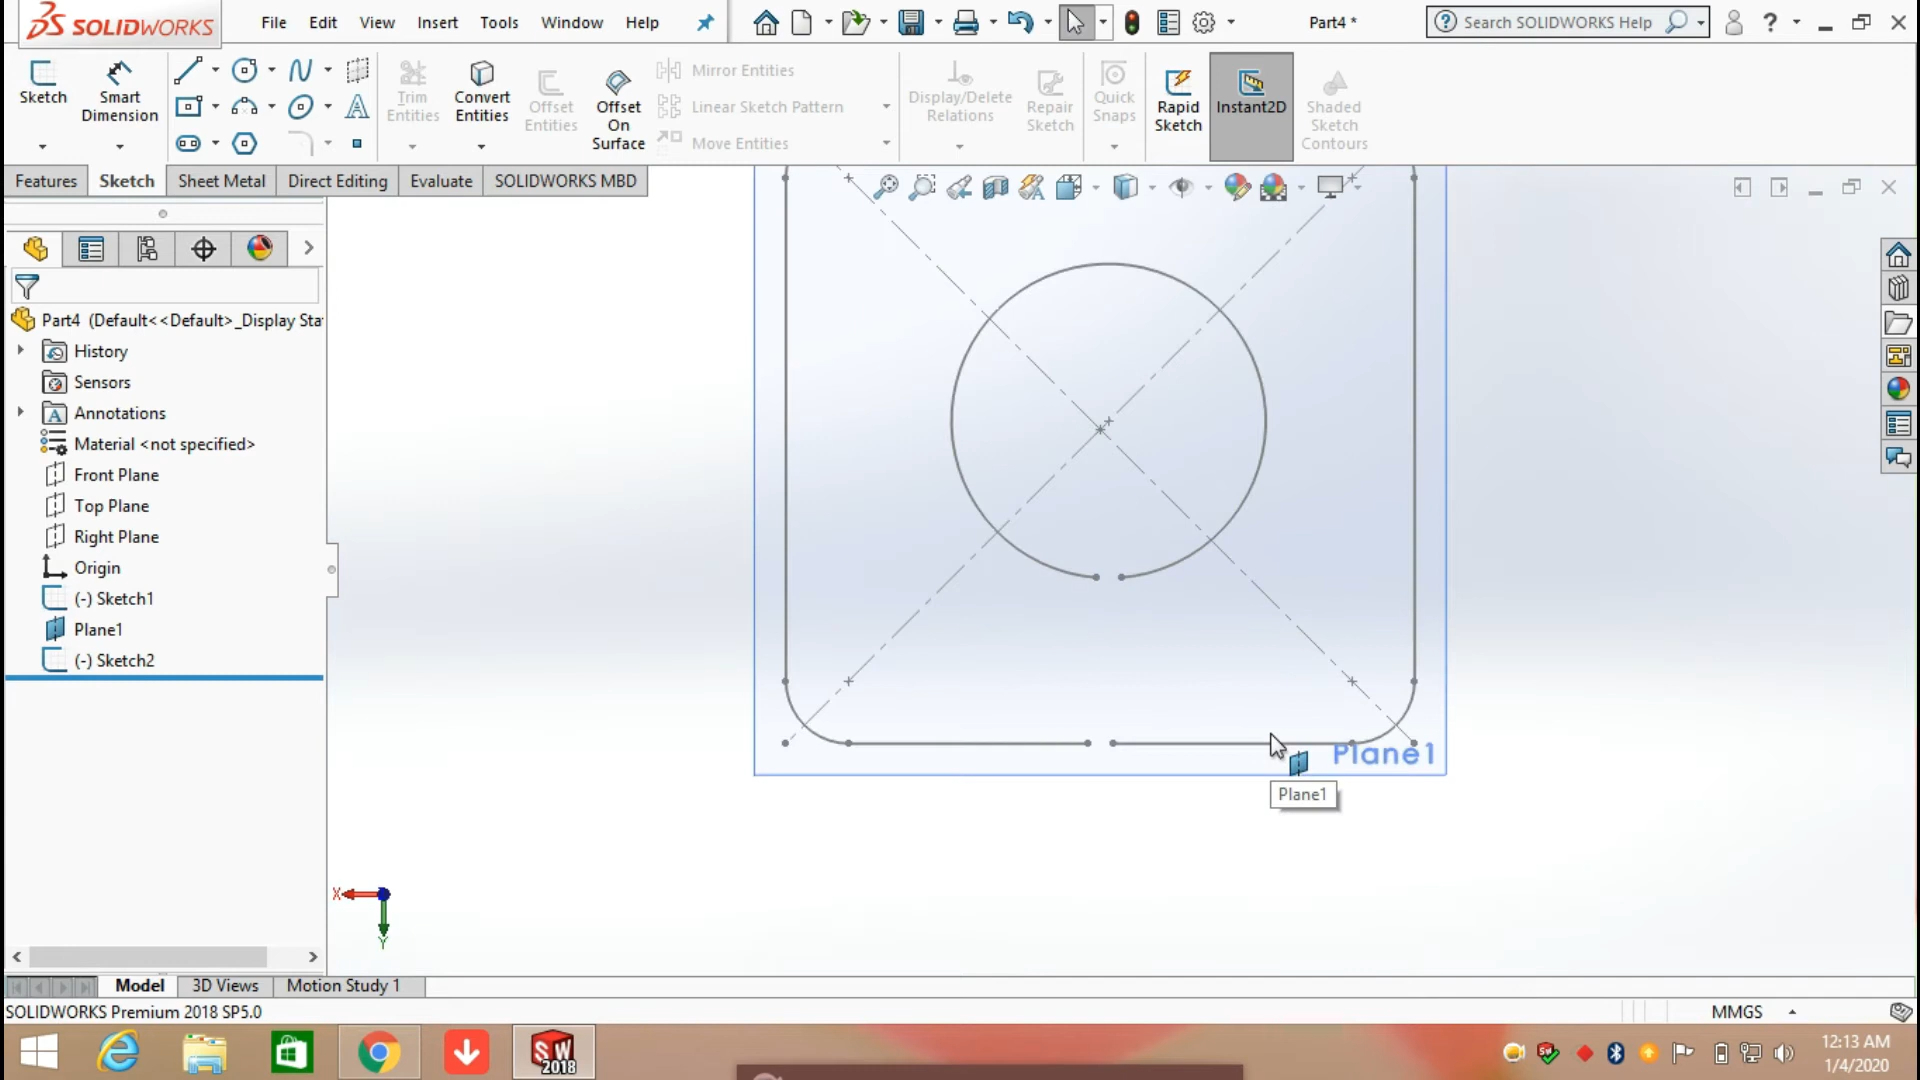 SOLIDWORKS
File Edit View Insert Tools Window Help
Part4 *
Search SOLIDWORKS Help
Sketch
Smart
Dimension
Trim
Entities
Convert
Entities
Offset
Entities
Offset
On
Surface
Mirror Entities
Linear Sketch Pattern
Move Entities
Display/Delete
Relations
Repair
Sketch
Quick
Snaps
Rapid
Sketch
Instant2D
Shaded
Sketch
Contours
Features Sketch Sheet Metal Direct Editing Evaluate SOLIDWORKS MBD
Part4 (Default<<Default>_Display Sta
History
Sensors
Annotations
Material <not specified>
Front Plane
Top Plane
Right Plane
Origin
(-) Sketch1
Plane1
(-) Sketch2
Plane1
Plane1
X
Y
Model 3D Views Motion Study 1
SOLIDWORKS Premium 2018 SP5.0
MMGS
SW
2018
12:13 AM
1/4/2020